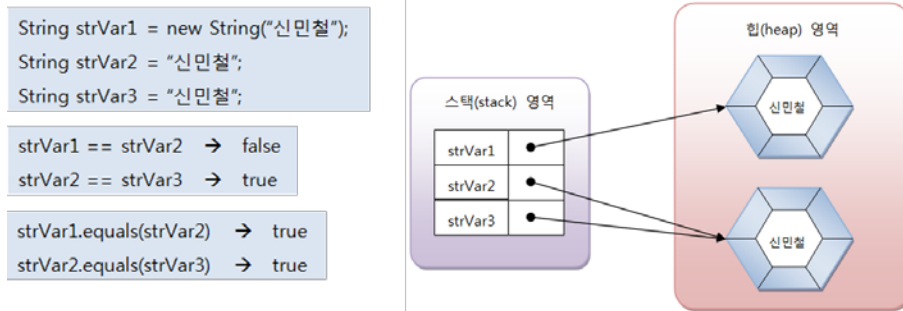 String strVar1 = new String("신민철");
String strVar2 = "신민철";
String strVar3 = "신민철";
strVar1 == strVar2 → false
strVar2 == strVar3 → true
strVar1.equals(strVar2) → true
strVar2.equals(strVar3) → true
스택(stack) 영역
strVar1
strVar2
strVar3
힙(heap) 영역
신민철
신민철